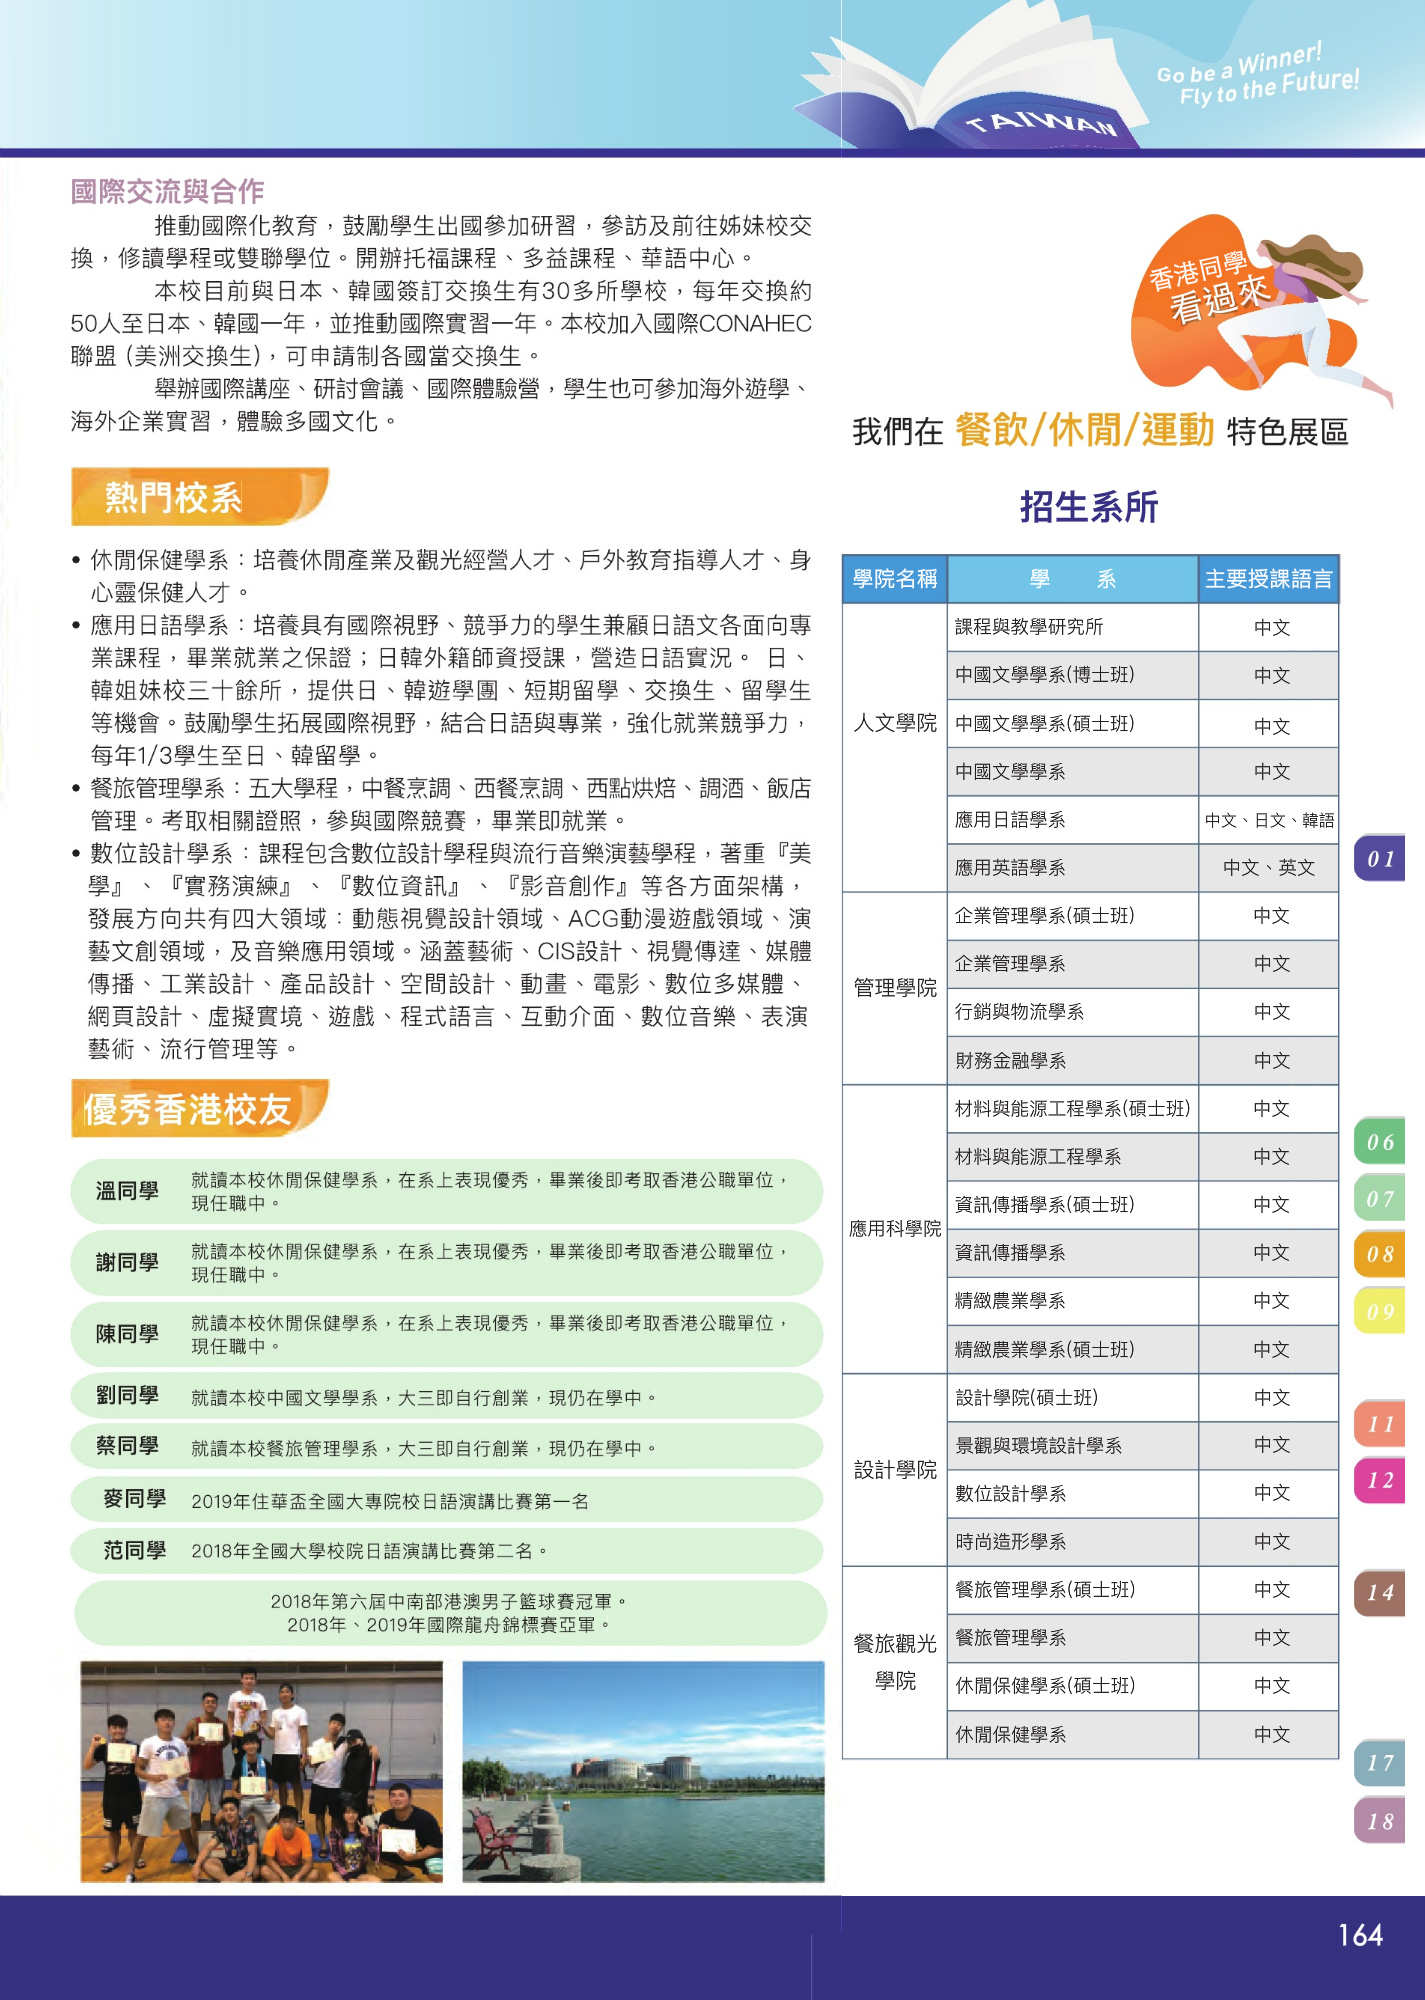 Go be a Winner!
Fly to the Future!
TAIWAN
國際交流與合作
推動國際化教育，鼓勵學生出國參加研習，參訪及前往姊妹校交
換，修讀學程或雙聯學位。開辦托福課程、多益課程、華語中心。
本校目前與日本、韓國簽訂交換生有30多所學校，每年交換約
50人至日本、韓國一年，並推動國際實習一年。本校加入國際CONAHEC
聯盟 (美洲交換生)，可申請制各國當交換生。
舉辦國際講座、研討會議、國際體驗營，學生也可參加海外遊學、
海外企業實習，體驗多國文化。
熱門校系
• 休閒保健學系：培養休閒產業及觀光經營人才、戶外教育指導人才、身
心靈保健人才。
• 應用日語學系：培養具有國際視野、競爭力的學生兼顧日語文各面向專
業課程，畢業就業之保證；日韓外籍師資授課，營造日語實況。 日、
韓姐妹校三十餘所，提供日、韓遊學團、短期留學、交換生、留學生
等機會。鼓勵學生拓展國際視野，結合日語與專業，強化就業競爭力，
每年1/3學生至日、韓留學。
• 餐旅管理學系：五大學程，中餐烹調、西餐烹調、西點烘焙、調酒、飯店
管理。考取相關證照，參與國際競賽，畢業即就業。
• 數位設計學系：課程包含數位設計學程與流行音樂演藝學程，著重『美
學』、『實務演練』、『數位資訊』、『影音創作』等各方面架構，
發展方向共有四大領域：動態視覺設計領域、ACG動漫遊戲領域、演
藝文創領域，及音樂應用領域。涵蓋藝術、CIS設計、視覺傳達、媒體
傳播、工業設計、產品設計、空間設計、動畫、電影、數位多媒體、
網頁設計、虛擬實境、遊戲、程式語言、互動介面、數位音樂、表演
藝術、流行管理等。
優秀香港校友
溫同學 就讀本校休閒保健學系，在系上表現優秀，畢業後即考取香港公職單位，
現任職中。
謝同學 就讀本校休閒保健學系，在系上表現優秀，畢業後即考取香港公職單位，
現任職中。
陳同學 就讀本校休閒保健學系，在系上表現優秀，畢業後即考取香港公職單位，
現任職中。
劉同學 就讀本校中國文學學系，大三即自行創業，現仍在學中。
蔡同學 就讀本校餐旅管理學系，大三即自行創業，現仍在學中。
麥同學 2019年住華盃全國大專院校日語演講比賽第一名
范同學 2018年全國大學校院日語演講比賽第二名。
2018年第六屆中南部港澳男子籃球賽冠軍。
2018年、2019年國際龍舟錦標賽亞軍。
香港同學
看過來
我們在 餐飲/休閒/運動 特色展區
招生系所
學院名稱 學 系 主要授課語言
人文學院
課程與教學研究所 中文
中國文學學系(博士班) 中文
中國文學學系(碩士班) 中文
中國文學學系 中文
應用日語學系 中文、日文、韓語
應用英語學系 中文、英文
管理學院
企業管理學系(碩士班) 中文
企業管理學系 中文
行銷與物流學系 中文
財務金融學系 中文
應用科學院
材料與能源工程學系(碩士班) 中文
材料與能源工程學系 中文
資訊傳播學系(碩士班) 中文
資訊傳播學系 中文
精緻農業學系 中文
精緻農業學系(碩士班) 中文
設計學院
設計學院(碩士班) 中文
景觀與環境設計學系 中文
數位設計學系 中文
時尚造形學系 中文
餐旅觀光
學院
餐旅管理學系(碩士班) 中文
餐旅管理學系 中文
休閒保健學系(碩士班) 中文
休閒保健學系 中文
01
06
07
08
09
11
12
14
17
18
164